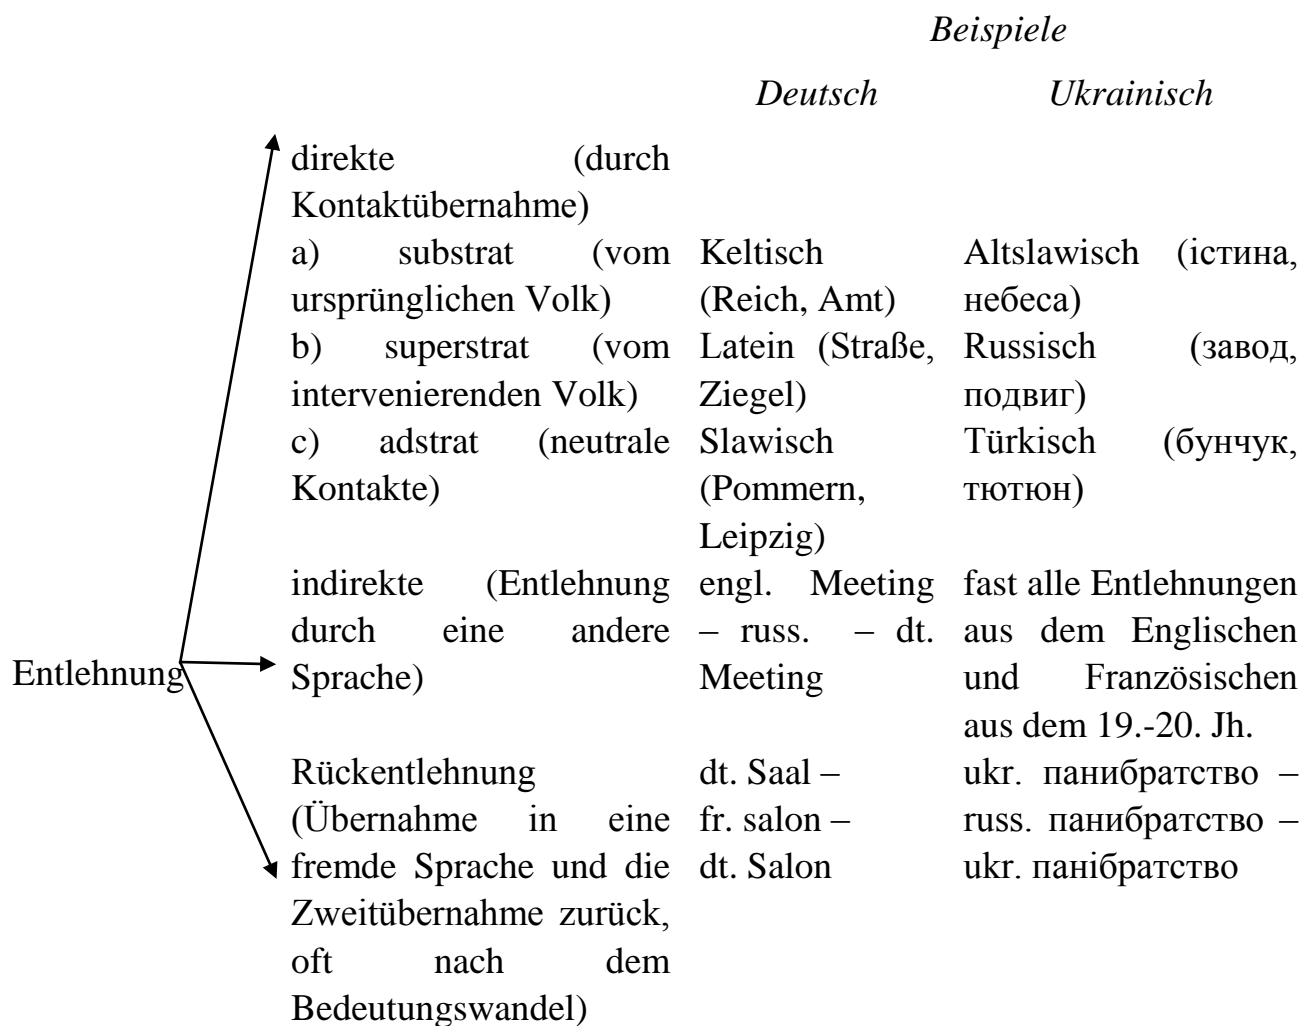 Beispiele
Deutsch Ukrainisch
direkte (durch
Kontaktübernahme)
a) substrat (vom Keltisch Altslawisch (істина,
ursprünglichen Volk) (Reich, Amt) небеса)
b) superstrat (vom Latein (Straße, Russisch (завод,
intervenierenden Volk) Ziegel) подвиг)
c) adstrat (neutrale Slawisch Türkisch (бунчук,
Kontakte) (Pommern, тютюн)
Leipzig)
indirekte (Entlehnung engl. Meeting fast alle Entlehnungen
durch eine andere – russ. – dt. aus dem Englischen
Entlehnung Sprache) Meeting und Französischen
aus dem 19.-20. Jh.
Rückentlehnung dt. Saal – ukr. панибратство –
(Übernahme in eine fr. salon – russ. панибратство –
fremde Sprache und die dt. Salon ukr. панібратство
Zweitübernahme zurück,
oft nach dem
Bedeutungswandel)